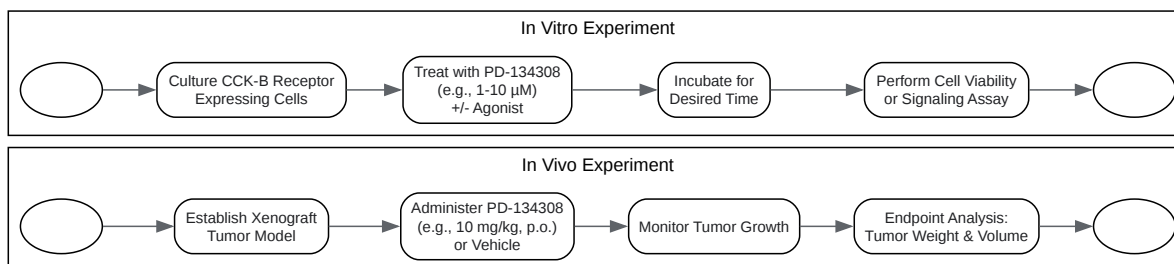 In Vitro Experiment
Culture CCK-B Receptor
Expressing Cells
Treat with PD-134308
(e.g., 1-10 µM)
+/- Agonist
Incubate for
Desired Time
Perform Cell Viability
or Signaling Assay
In Vivo Experiment
Establish Xenograft
Tumor Model
Administer PD-134308
(e.g., 10 mg/kg, p.o.)
or Vehicle
Monitor Tumor Growth
Endpoint Analysis:
Tumor Weight & Volume